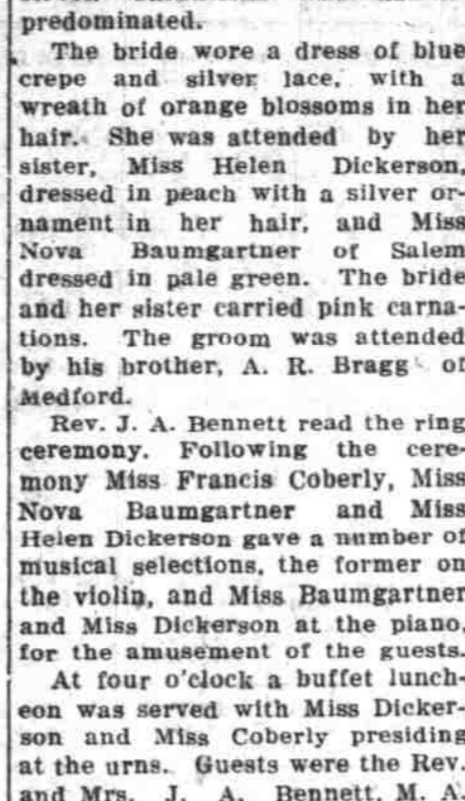 predominated.
The bride wore a dress of blue
crepe and silver lace, with a
wreath of orange blossoms in her
hair. She was attended by her
sister, Miss Helen Dickerson,
dressed in peach with a silver or-
nament in her hair, and Miss
Nova Baumgartner of Salem
dressed in pale green. The bride
and her sister carried pink carna-
tions. The groom was attended
by his brother, A. R. Bragg of
Medford.
Rev. J. A. Bennett read the ring
ceremony. Following the cere-
mony Miss Francis Coberly, Miss
Nova Baumgartner and Miss
Helen Dickerson gave a number of
musical selections, the former on
the violin, and Miss Baumgartner
and Miss Dickerson at the piano,
for the amusement of the guests.
At four o'clock a buffet lunch-
eon was served with Miss Dicker-
son and Miss Coberly presiding
at the urns. Guests were the Rev.
and Mrs. J. A. Bennett, M. A.